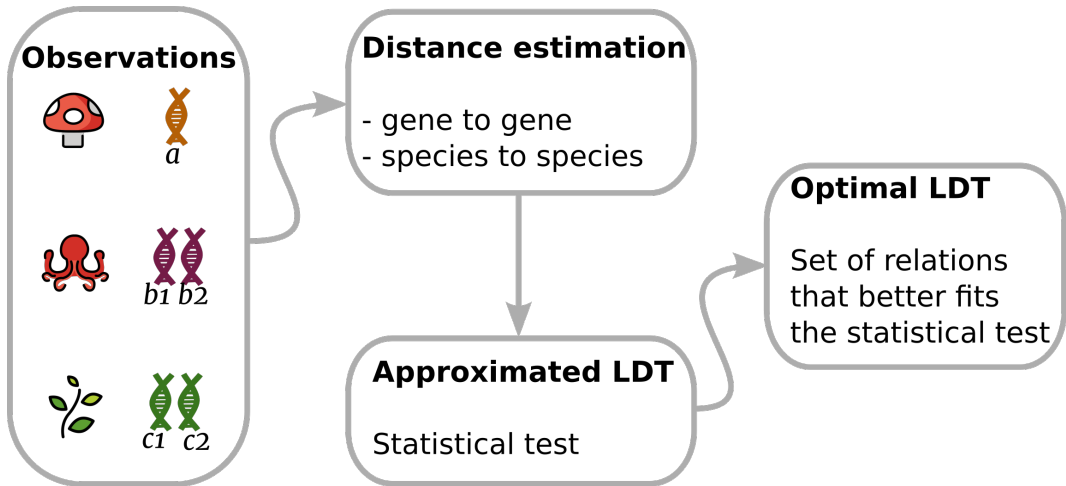 Observations
a
b1 b2
c1 c2
Distance estimation
- gene to gene
- species to species
Approximated LDT
Statistical test
Optimal LDT
Set of relations
that better fits
the statistical test